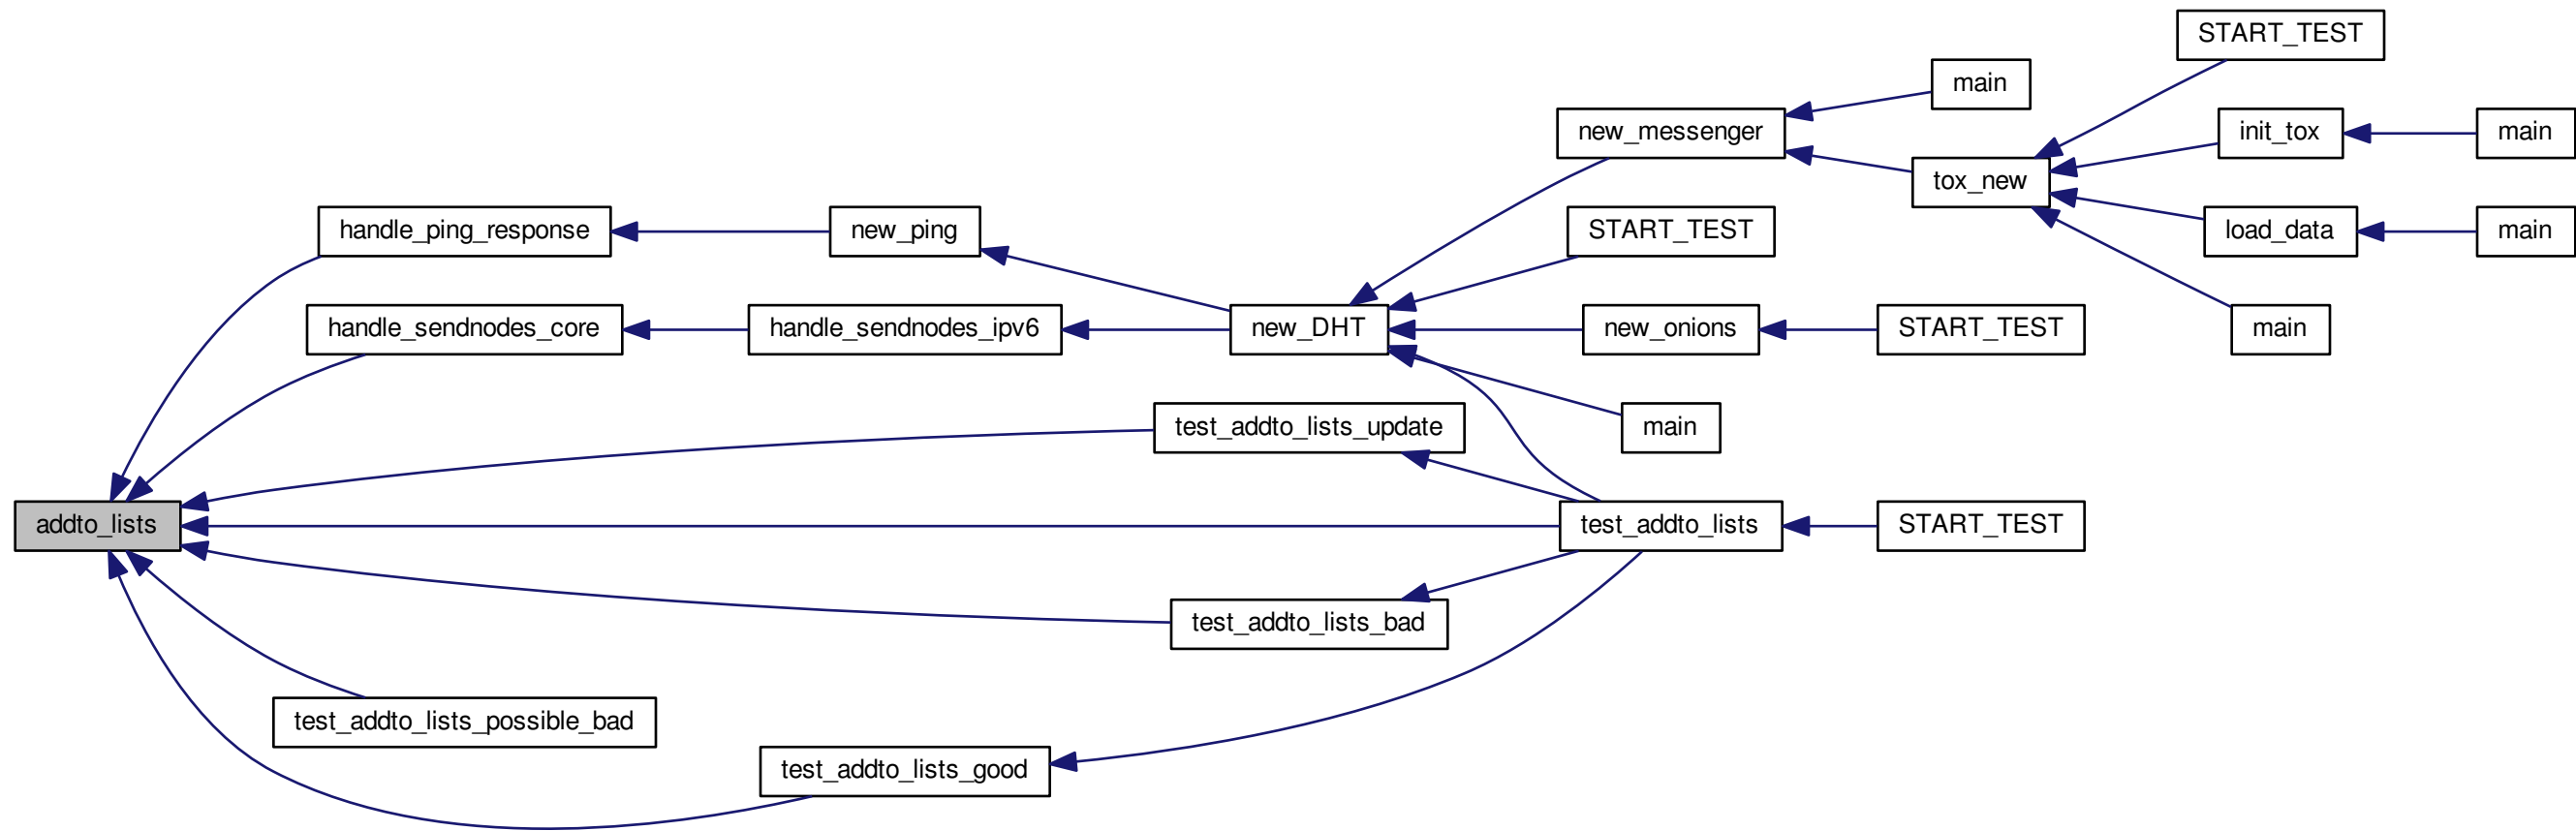 START_TEST
main
new_messenger
init_tox
main
tox_new
handle_ping_response
new_ping
START_TEST
load_data
main
handle_sendnodes_core
handle_sendnodes_ipv6
new_DHT
new_onions
START_TEST
main
test_addto_lists_update
main
addto_lists
test_addto_lists
START_TEST
test_addto_lists_bad
test_addto_lists_possible_bad
test_addto_lists_good